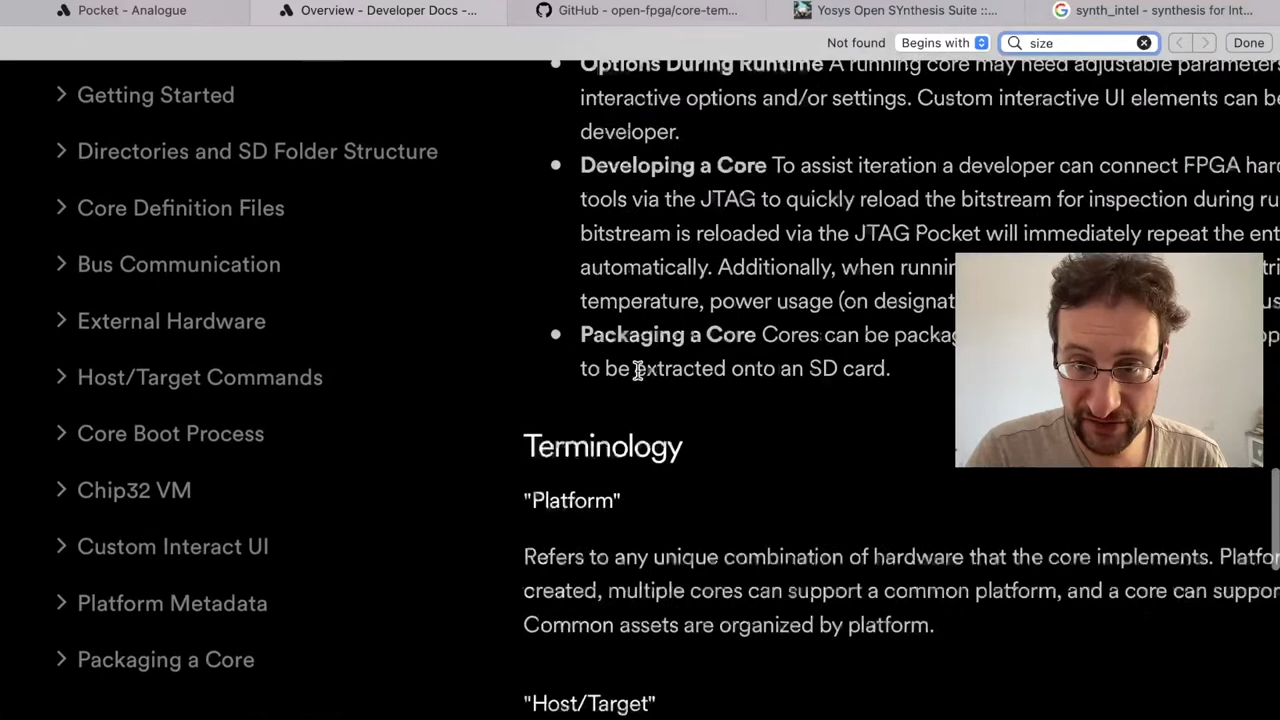 Pocket - Analogue
Overview - Developer Docs -...
GitHub - open-fpga/core-tem...
Yosys Open SYnthesis Suite ::...
synth_intel - synthesis for Int...
Not found
Begins with
size
Done
Getting Started
Directories and SD Folder Structure
Core Definition Files
Bus Communication
External Hardware
Host/Target Commands
Core Boot Process
Chip32 VM
Custom Interact UI
Platform Metadata
Packaging a Core
Options During Runtime A running core may need adjustable parameters
interactive options and/or settings. Custom interactive UI elements can be
developer.
Developing a Core To assist iteration a developer can connect FPGA har
tools via the JTAG to quickly reload the bitstream for inspection during ru
bitstream is reloaded via the JTAG Pocket will immediately repeat the ent
automatically. Additionally, when runnin
temperature, power usage (on designat
Packaging a Core Cores can be packag
to be extracted onto an SD card.
Terminology
"Platform"
Refers to any unique combination of hardware that the core implements. Platfor
created, multiple cores can support a common platform, and a core can suppor
Common assets are organized by platform.
"Host/Target"